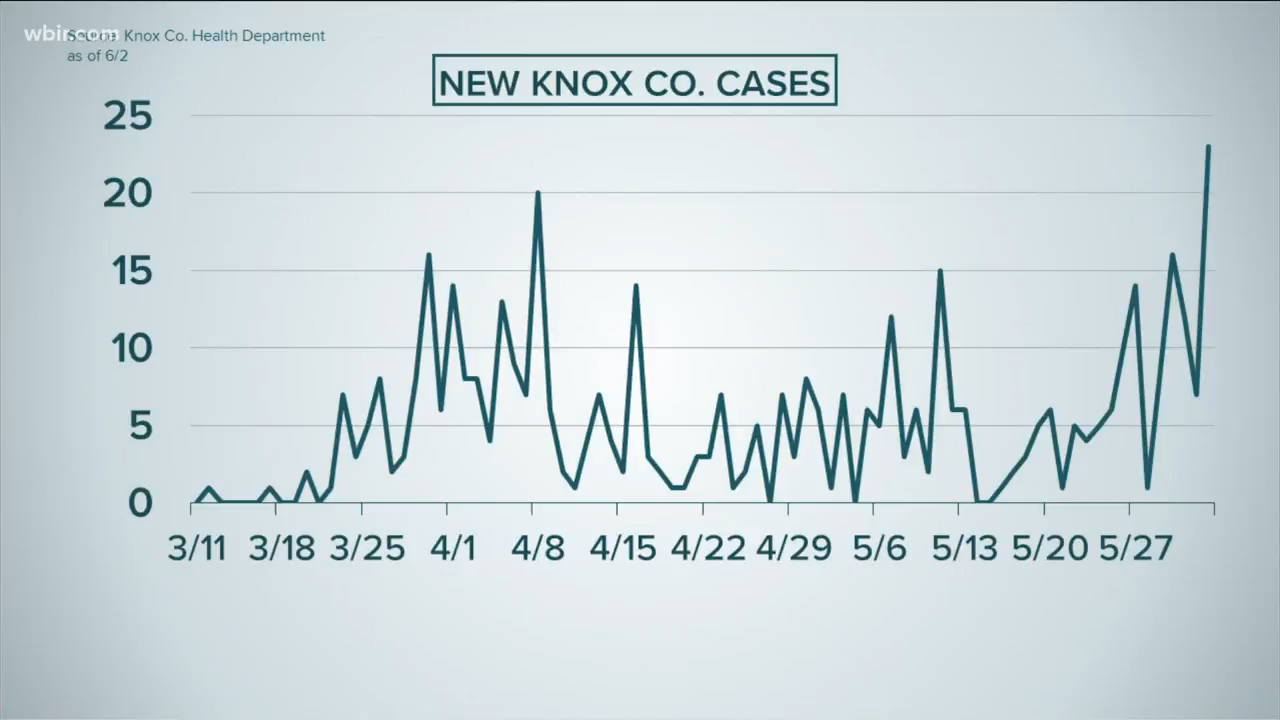 wbir.com
Knox Co. Health Department
as of 6/2
NEW KNOX CO. CASES
25
20
15
10
5
0
3/11 3/18 3/25 4/1 4/8 4/15 4/22 4/29 5/6 5/13 5/20 5/27